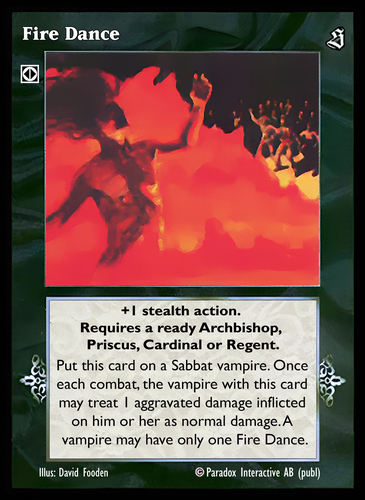 Fire Dance
+1 stealth action.
Requires a ready Archbishop,
Priscus, Cardinal or Regent.
Put this card on a Sabbat vampire. Once
each combat, the vampire with this card
may treat 1 aggravated damage inflicted
on him or her as normal damage. A
vampire may have only one Fire Dance.
Illus: David Fooden © Paradox Interactive AB (publ)